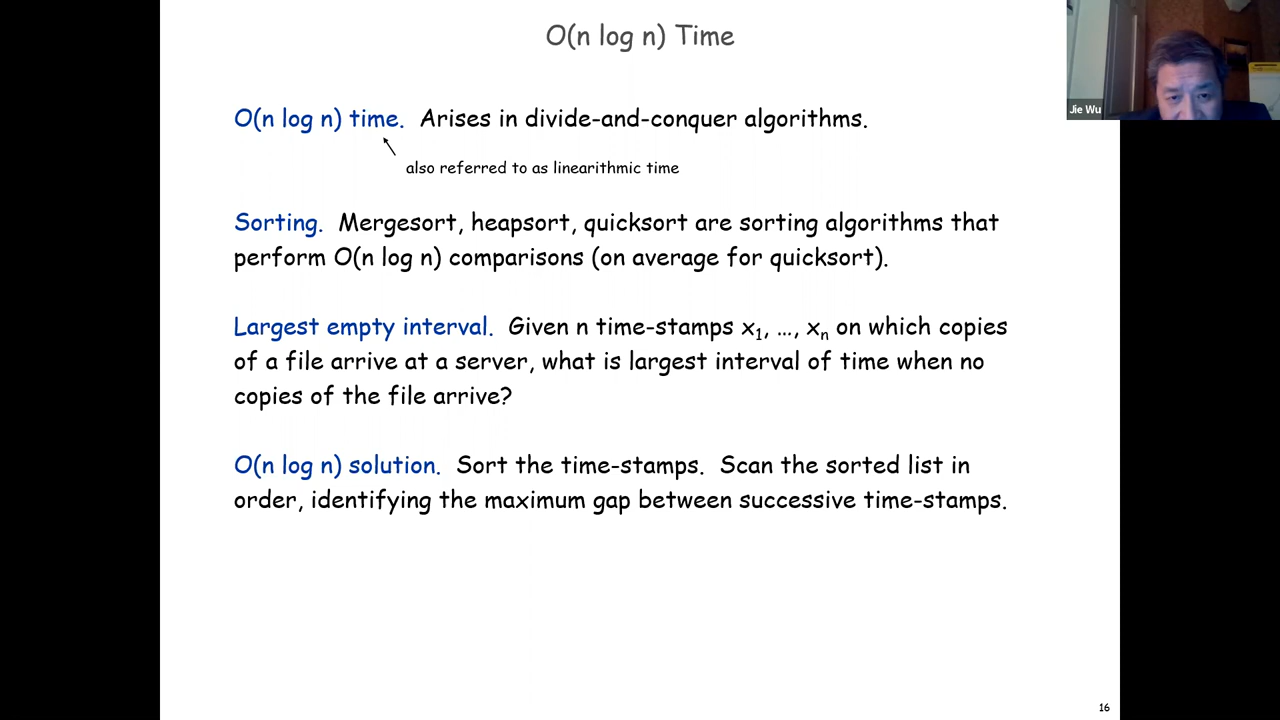 O(n log n) Time
Jie Wu
O(n log n) time. Arises in divide-and-conquer algorithms.
also referred to as linearithmic time
Sorting. Mergesort, heapsort, quicksort are sorting algorithms that
perform O(n log n) comparisons (on average for quicksort).
Largest empty interval. Given n time-stamps x1, …, xn on which copies
of a file arrive at a server, what is largest interval of time when no
copies of the file arrive?
O(n log n) solution. Sort the time-stamps. Scan the sorted list in
order, identifying the maximum gap between successive time-stamps.
16